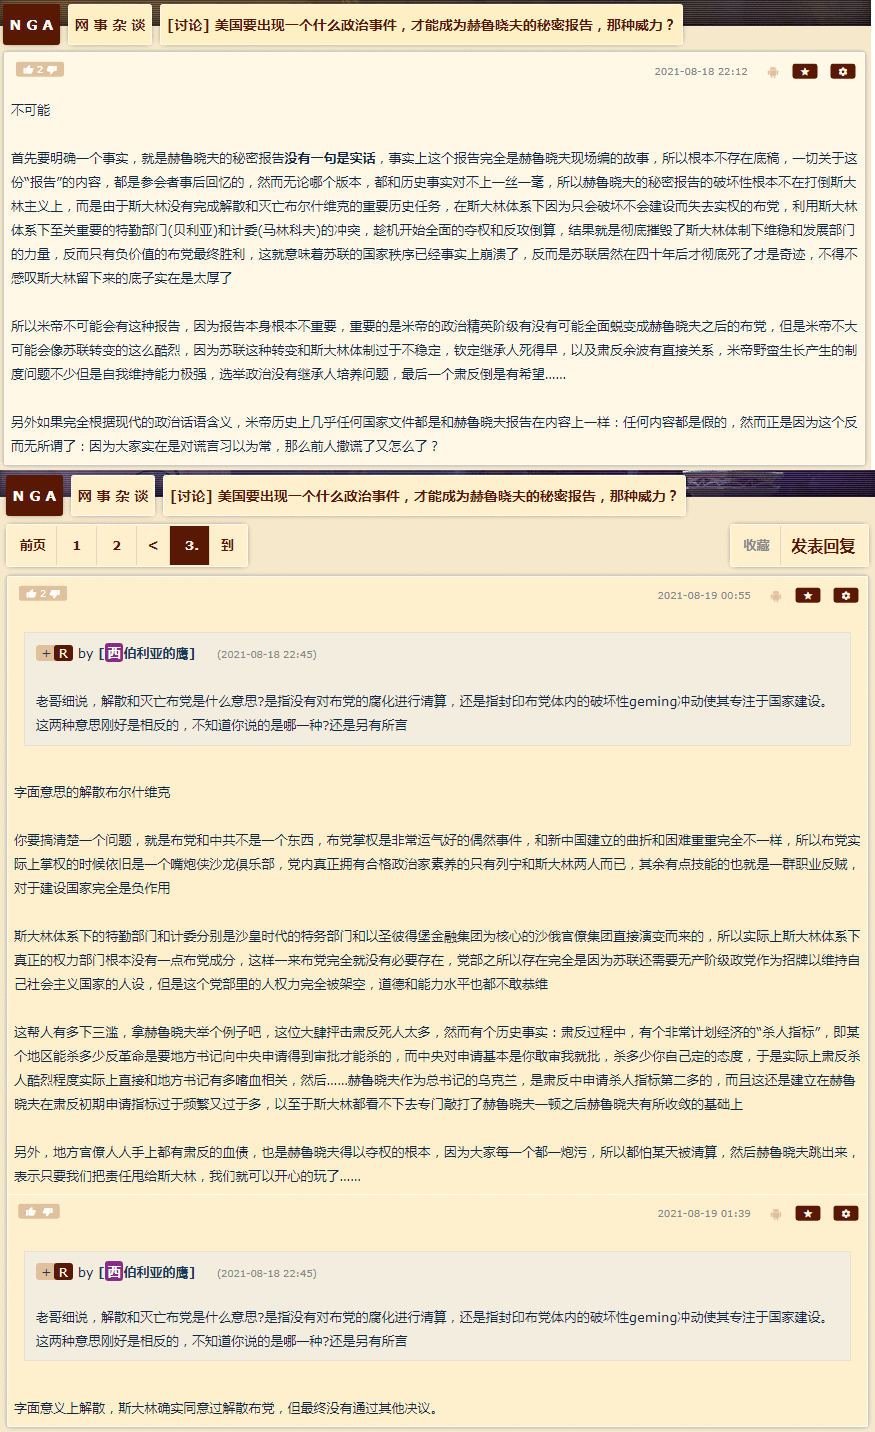 NGA 网事杂谈 [讨论] 美国要出现一个什么政治事件，才能成为赫鲁晓夫的秘密报告，那种威力？
2 2021-08-18 22:12
不可能
首先要明确一个事实，就是赫鲁晓夫的秘密报告没有一句是实话，事实上这个报告完全是赫鲁晓夫现场编的故事，所以根本不存在底稿，一切关于这
份“报告”的内容，都是参会者事后回忆的，然而无论哪个版本，都和历史事实对不上一丝一毫，所以赫鲁晓夫的秘密报告的破坏性根本不在打倒斯大
林主义上，而是由于斯大林没有完成解散和灭亡布尔什维克的重要历史任务，在斯大林体系下因为只会破坏不会建设而失去实权的布党，利用斯大林
体系下至关重要的特勤部门(贝利亚)和计委(马林科夫)的冲突，趁机开始全面的夺权和反攻倒算，结果就是彻底摧毁了斯大林体制下维稳和发展部门
的力量，反而只有负价值的布党最终胜利，这就意味着苏联的国家秩序已经事实上崩溃了，反而是苏联居然在四十年后才彻底死了才是奇迹，不得不
感叹斯大林留下来的底子实在是太厚了
所以米帝不可能会有这种报告，因为报告本身根本不重要，重要的是米帝的政治精英阶级有没有可能全面蜕变成赫鲁晓夫之后的布党，但是米帝不大
可能会像苏联转变的这么酷烈，因为苏联这种转变和斯大林体制过于不稳定，钦定继承人死得早，以及肃反余波有直接关系，米帝野蛮生长产生的制
度问题不少但是自我维持能力极强，选举政治没有继承人培养问题，最后一个肃反倒是有希望……
另外如果完全根据现代的政治话语含义，米帝历史上几乎任何国家文件都是和赫鲁晓夫报告在内容上一样：任何内容都是假的，然而正是因为这个反
而无所谓了：因为大家实在是对谎言习以为常，那么前人撒谎了又怎么了？
NGA 网事杂谈 [讨论] 美国要出现一个什么政治事件，才能成为赫鲁晓夫的秘密报告，那种威力？
前页 1 2 < 3. 到 收藏 发表回复
2 2021-08-19 00:55
+ R by [西伯利亚的鹰] (2021-08-18 22:45)
老哥细说，解散和灭亡布党是什么意思?是指没有对布党的腐化进行清算，还是指封印布党体内的破坏性geming冲动使其专注于国家建设。
这两种意思刚好是相反的，不知道你说的是哪一种?还是另有所言
字面意思的解散布尔什维克
你要搞清楚一个问题，就是布党和中共不是一个东西，布党掌权是非常运气好的偶然事件，和新中国建立的曲折和困难重重完全不一样，所以布党实
际上掌权的时候依旧是一个嘴炮侠沙龙俱乐部，党内真正拥有合格政治家素养的只有列宁和斯大林两人而已，其余有点技能的也就是一群职业反贼，
对于建设国家完全是负作用
斯大林体系下的特勤部门和计委分别是沙皇时代的特务部门和以圣彼得堡金融集团为核心的沙俄官僚集团直接演变而来的，所以实际上斯大林体系下
真正的权力部门根本没有一点布党成分，这样一来布党完全就没有必要存在，党部之所以存在完全是因为苏联还需要无产阶级政党作为招牌以维持自
己社会主义国家的人设，但是这个党部里的人权力完全被架空，道德和能力水平也都不敢恭维
这帮人有多下三滥，拿赫鲁晓夫举个例子吧，这位大肆抨击肃反死人太多，然而有个历史事实：肃反过程中，有个非常计划经济的“杀人指标”，即某
个地区能杀多少反革命是要地方书记向中央申请得到审批才能杀的，而中央对申请基本是你敢审我就批，杀多少你自己定的态度，于是实际上肃反杀
人酷烈程度实际上直接和地方书记有多嗜血相关，然后……赫鲁晓夫作为总书记的乌克兰，是肃反中申请杀人指标第二多的，而且这还是建立在赫鲁
晓夫在肃反初期申请指标过于频繁又过于多，以至于斯大林都看不下去专门敲打了赫鲁晓夫一顿之后赫鲁晓夫有所收敛的基础上
另外，地方官僚人人手上都有肃反的血债，也是赫鲁晓夫得以夺权的根本，因为大家每一个都一炮污，所以都怕某天被清算，然后赫鲁晓夫跳出来，
表示只要我们把责任甩给斯大林，我们就可以开心的玩了……
2021-08-19 01:39
+ R by [西伯利亚的鹰] (2021-08-18 22:45)
老哥细说，解散和灭亡布党是什么意思?是指没有对布党的腐化进行清算，还是指封印布党体内的破坏性geming冲动使其专注于国家建设。
这两种意思刚好是相反的，不知道你说的是哪一种?还是另有所言
字面意义上解散，斯大林确实同意过解散布党，但最终没有通过其他决议。